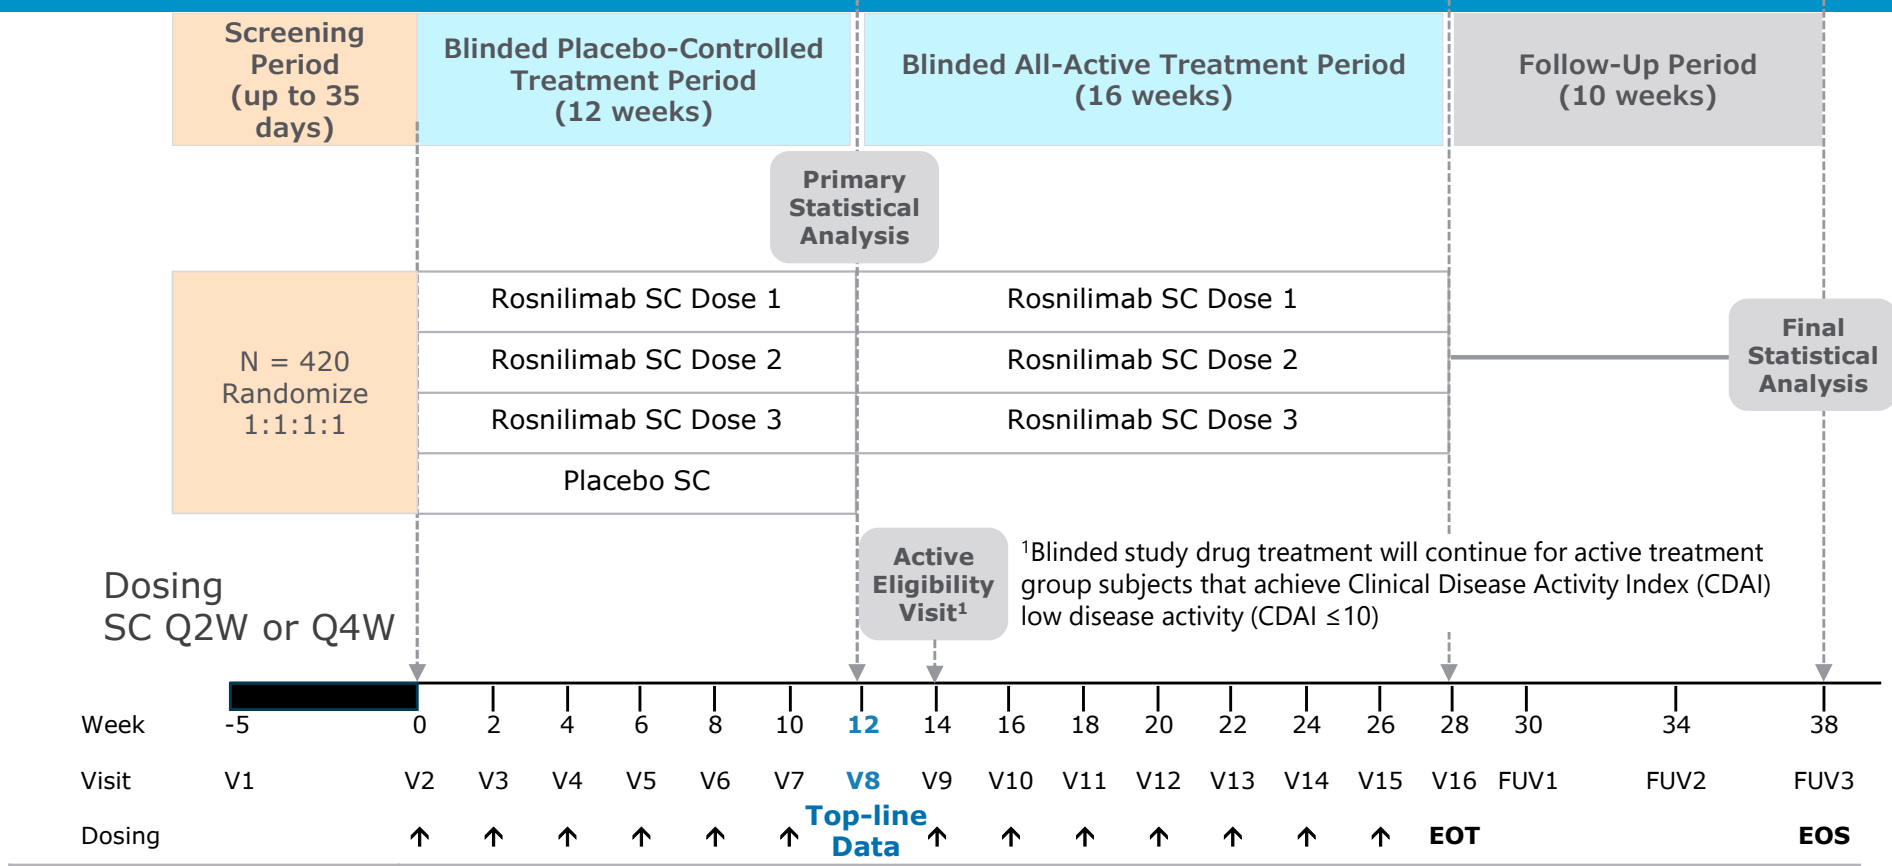 Screening
Period
(up to 35
days)
Blinded Placebo-Controlled
Treatment Period
(12 weeks)
Blinded All-Active Treatment Period
(16 weeks)
Follow-Up Period
(10 weeks)
Primary
Statistical
Analysis
N = 420
Randomize
1:1:1:1
Rosnilimab SC Dose 1
Rosnilimab SC Dose 1
Rosnilimab SC Dose 2
Rosnilimab SC Dose 2
Rosnilimab SC Dose 3
Rosnilimab SC Dose 3
Placebo SC
Final
Statistical
Analysis
Active
Eligibility
Visit¹
¹Blinded study drug treatment will continue for active treatment
group subjects that achieve Clinical Disease Activity Index (CDAI)
low disease activity (CDAI ≤10)
Dosing
SC Q2W or Q4W
Week -5 0 2 4 6 8 10 12 14 16 18 20 22 24 26 28 30 34 38
Visit V1 V2 V3 V4 V5 V6 V7 V8 V9 V10 V11 V12 V13 V14 V15 V16 FUV1 FUV2 FUV3
Dosing ↑ ↑ ↑ ↑ ↑ ↑ Top-line
Data ↑ ↑ ↑ ↑ ↑ ↑ ↑ EOT EOS